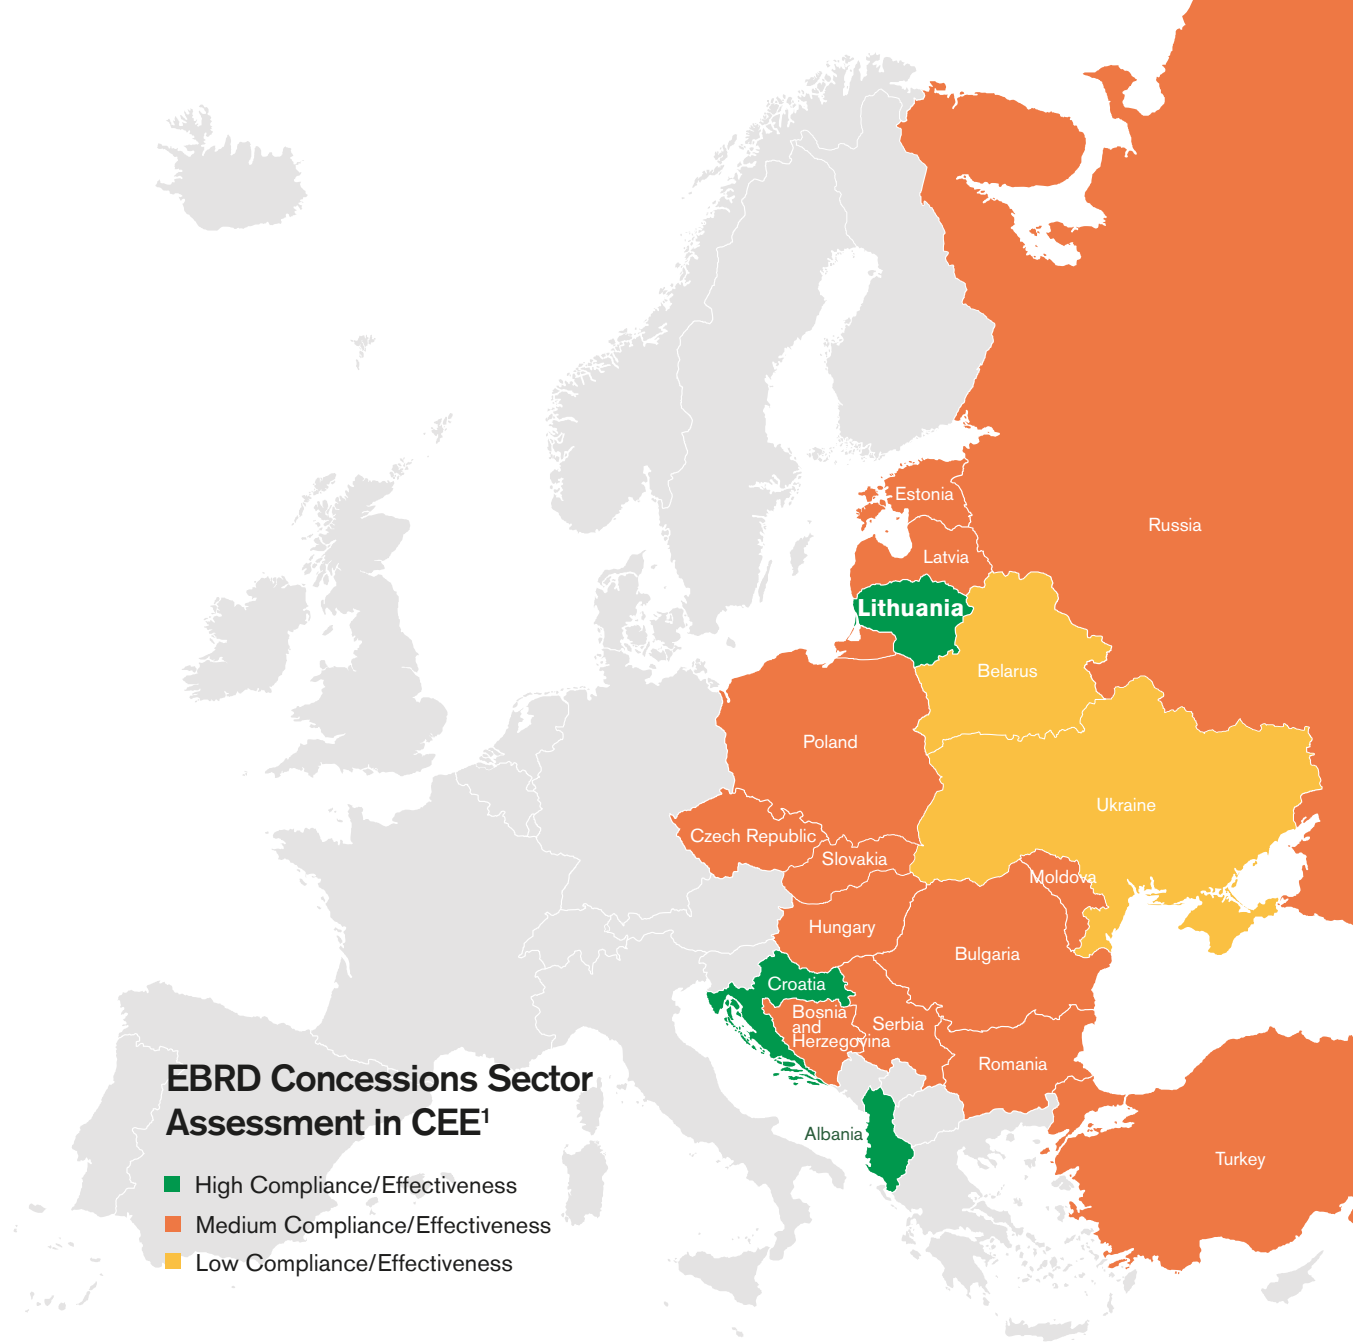 Estonia
Russia
Latvia
Lithuania
Belarus
Poland
Ukraine
Czech Republic
Slovakia
Moldova
Hungary
Bulgaria
Croatia
Bosnia
and
Herzegovina
Serbia
Romania
Albania
Turkey
EBRD Concessions Sector
Assessment in CEE¹
High Compliance/Effectiveness
Medium Compliance/Effectiveness
Low Compliance/Effectiveness